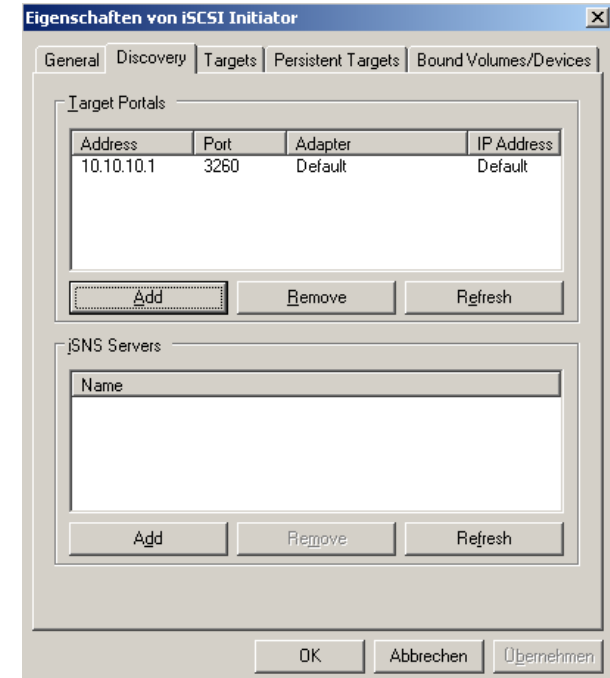 Eigenschaften von iSCSI Initiator
General Discovery Targets Persistent Targets Bound Volumes/Devices
Target Portals
Address Port Adapter IP Address
10.10.10.1 3260 Default Default
Add Remove Refresh
iSNS Servers
Name
Add Remove Refresh
OK Abbrechen Übernehmen